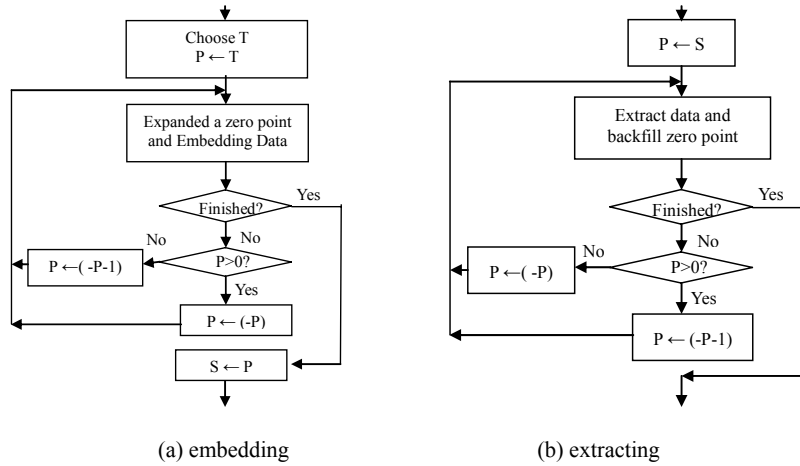 Choose T
P ← T
Expanded a zero point
and Embedding Data
Finished?
Yes
No
P>0?
No
P ←( -P-1)
Yes
P ← (-P)
S ← P
(a) embedding
P ← S
Extract data and
backfill zero point
Finished?
Yes
No
P>0?
No
P ← ( -P)
Yes
P ← (-P-1)
(b) extracting